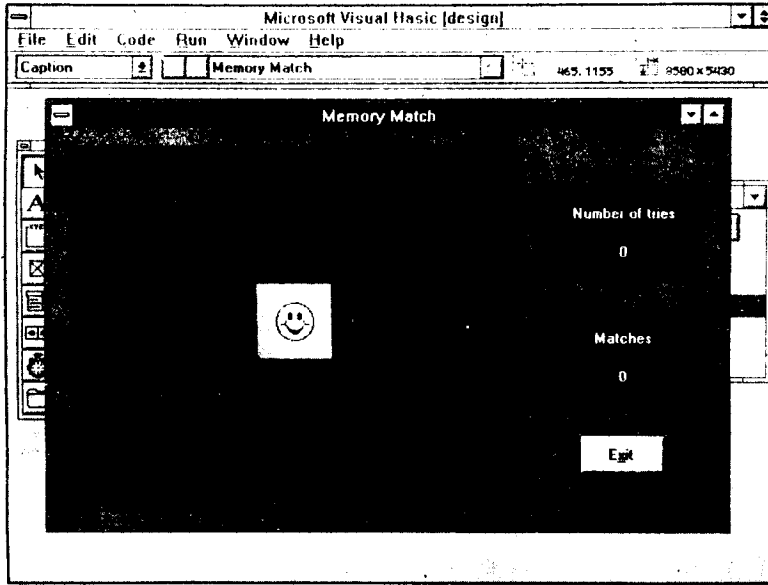 Microsoft Visual Basic [design]
File Edit Code Run Window Help
Caption Memory Match 465,1155 9580×5430
Memory Match
A
Number of tries
0
Matches
0
Exit